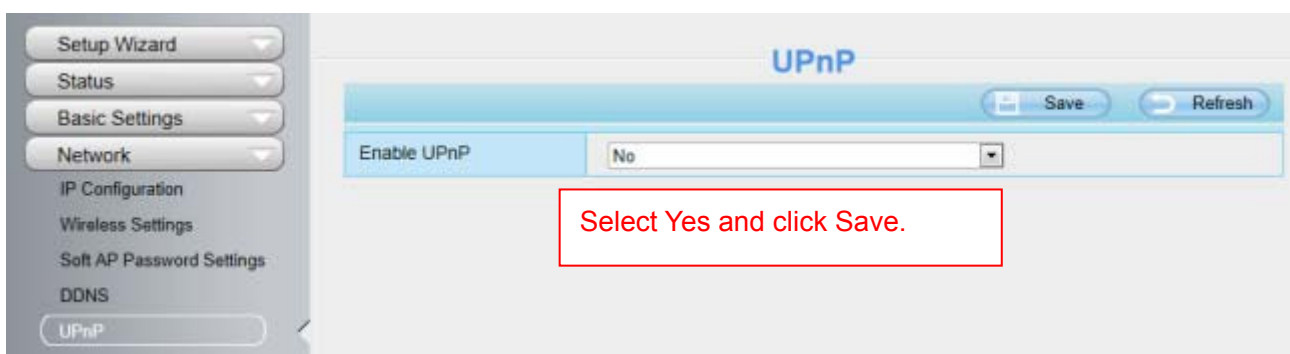 Setup Wizard
Status
Basic Settings
Network
IP Configuration
Wireless Settings
Soft AP Password Settings
DDNS
UPnP
UPnP
Save Refresh
Enable UPnP No
Select Yes and click Save.